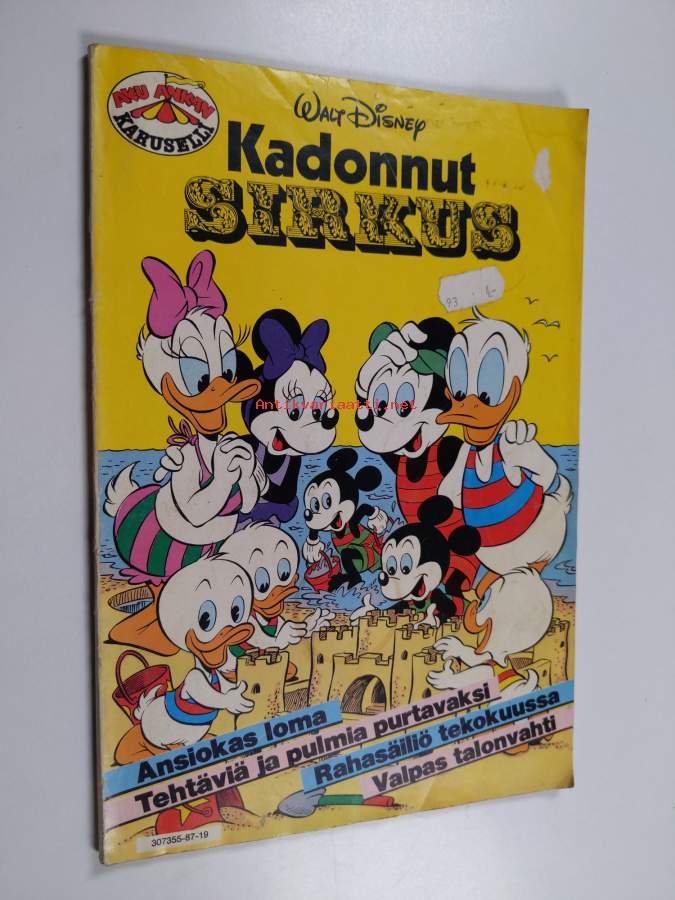 AKU ANKAN
KARUSELLI
WALT DISNEY
Kadonnut
SIRKUS
93
Antikvariaatti.net
Ansiokas loma
Tehtäviä ja pulmia purtavaksi
Rahasäiliö tekokuussa
Valpas talonvahti
307355-87-19